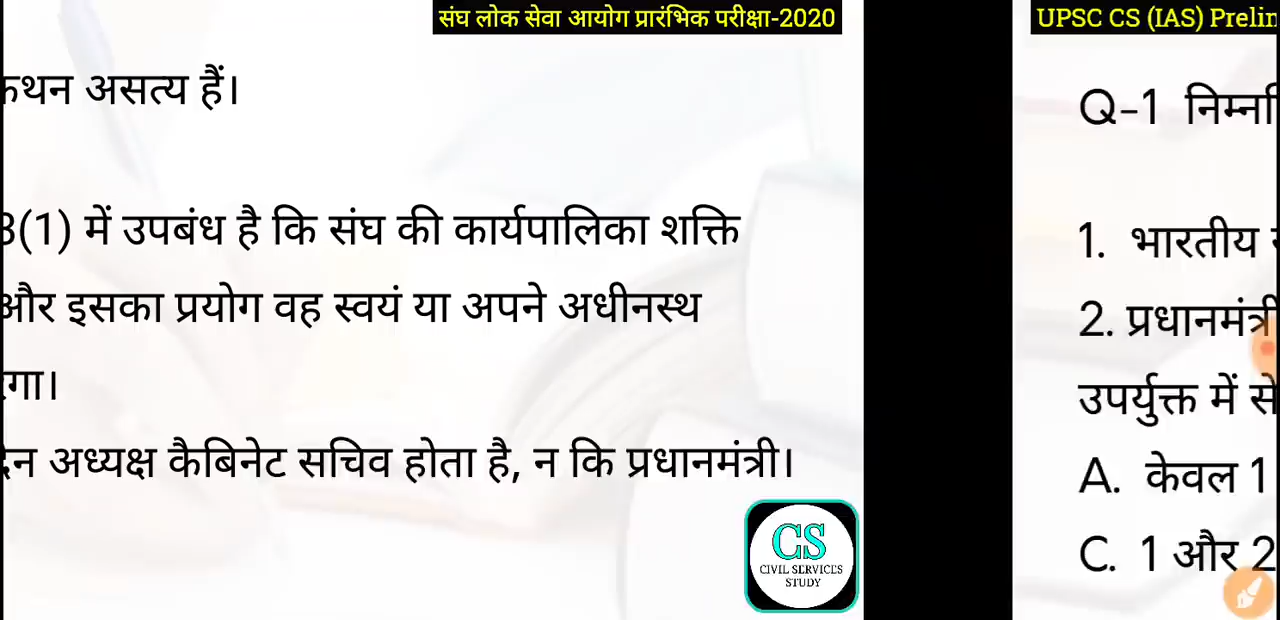 संघ लोक सेवा आयोग प्रारंभिक परीक्षा-2020
कथन असत्य हैं।
(1) में उपबंध है कि संघ की कार्यपालिका शक्ति
और इसका प्रयोग वह स्वयं या अपने अधीनस्थ
अध्यक्ष कैबिनेट सचिव होता है, न कि प्रधानमंत्री।
CS
CIVIL SERVICES
STUDY
UPSC CS (IAS)
Q-1
1. भारतीय
2. प्रधानमंत्री
उपर्युक्त में से
A. केवल 1
C. 1 और 2